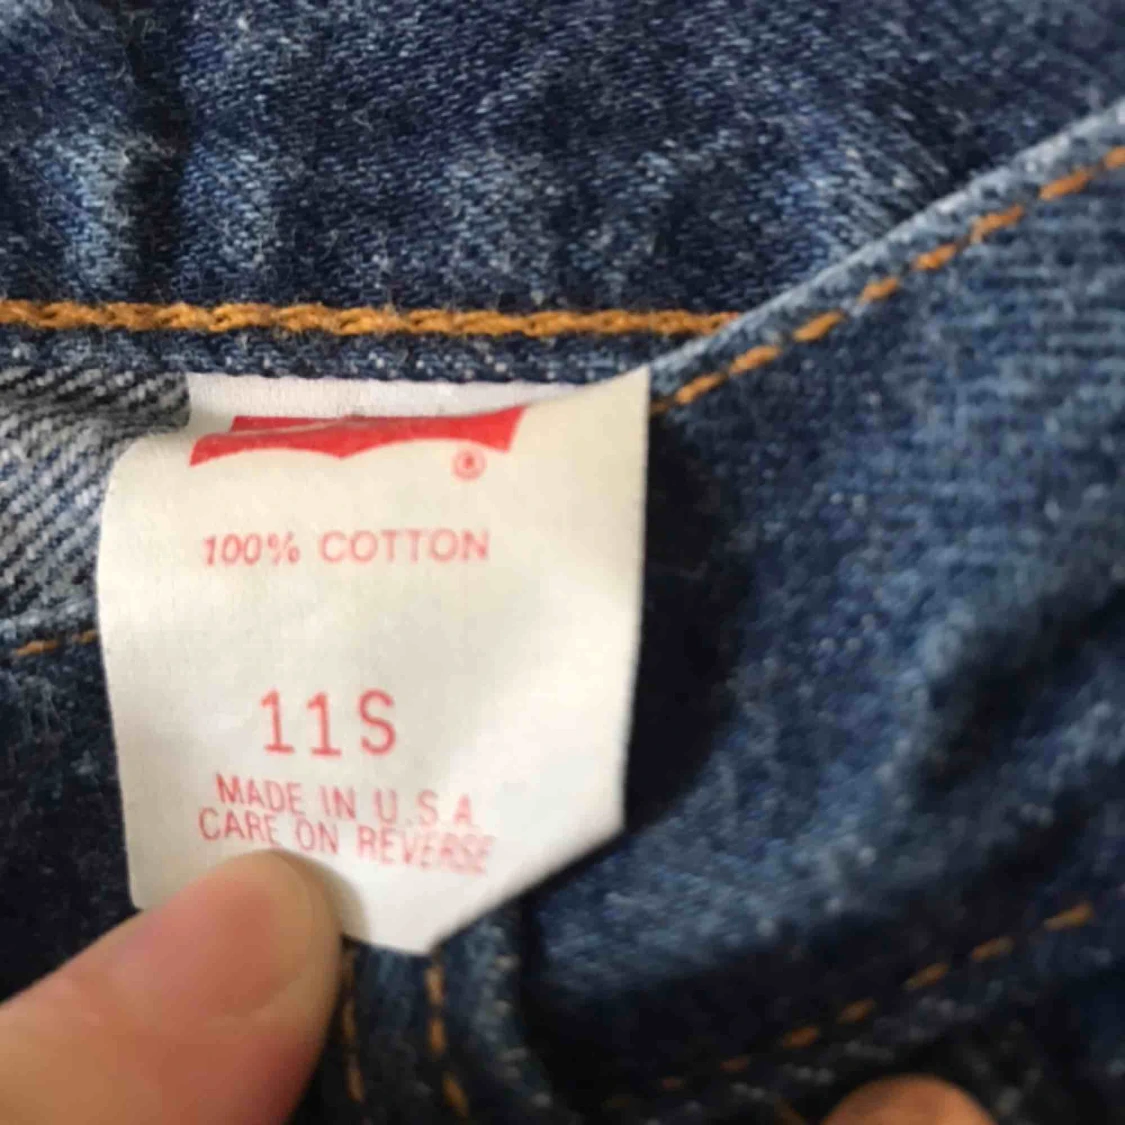 ®
100% COTTON
11S
MADE IN U.S.A
CARE ON REVERSE